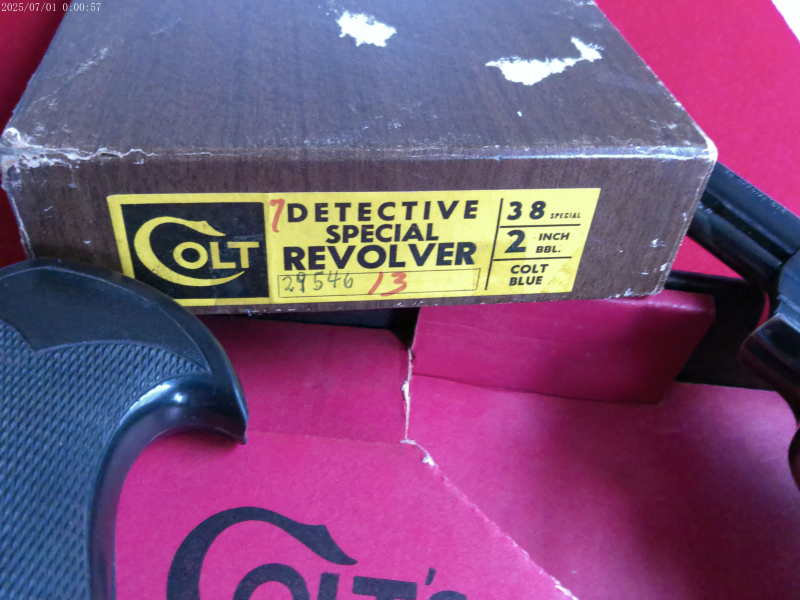 2025/07/01 0:00:57
COLT
7 DETECTIVE
SPECIAL
REVOLVER
29546 13
38 SPECIAL
2 INCH
BBL.
COLT
BLUE
COLT'S